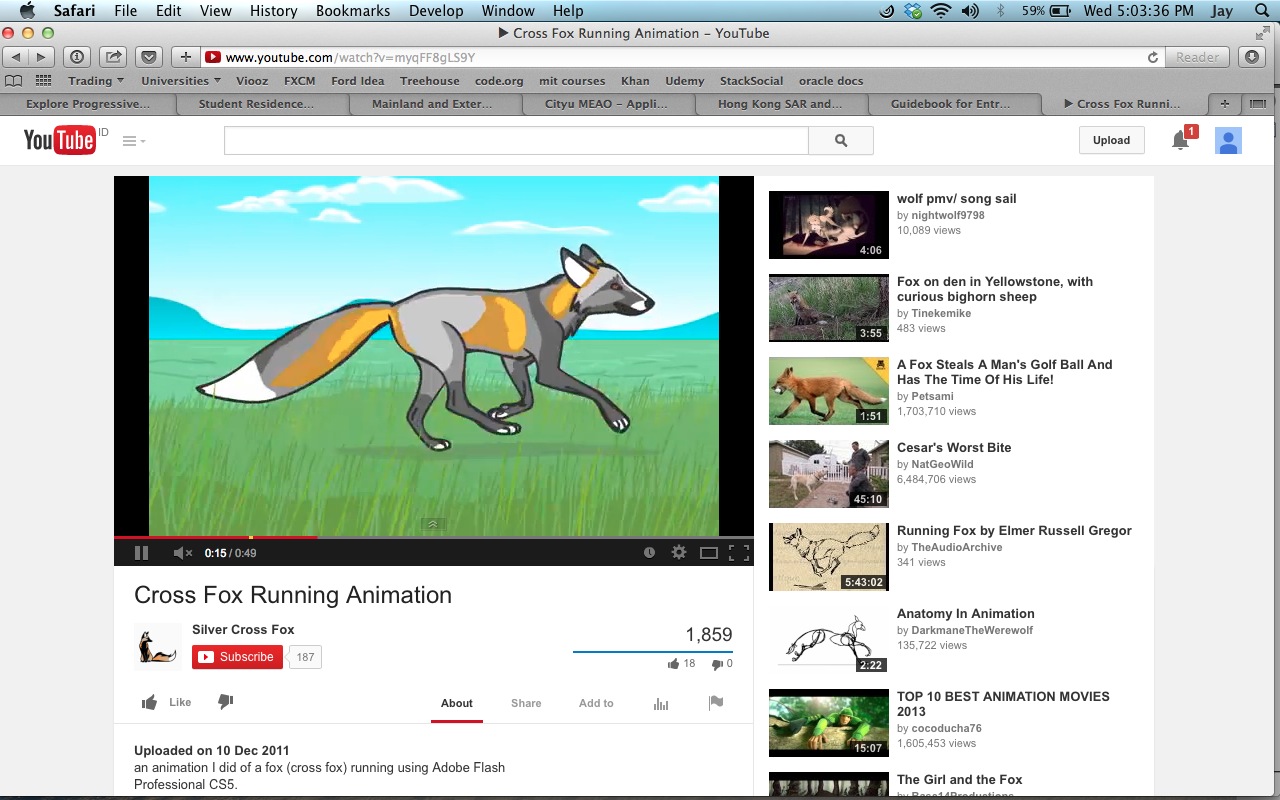 Safari File Edit View History Bookmarks Develop Window Help 59% Wed 5:03:36 PM Jay
▶ Cross Fox Running Animation – YouTube
www.youtube.com/watch?v=myqFF8gLS9Y Reader
Trading Universities Viooz FXCM Ford Idea Treehouse code.org mit courses Khan Udemy StackSocial oracle docs
Explore Progressive... Student Residence... Mainland and Exter... Cityu MEAO – Appli... Hong Kong SAR and... Guidebook for Entr... ▶ Cross Fox Runni...
YouTube ID Upload 1
0:15 / 0:49
Cross Fox Running Animation
Silver Cross Fox
Subscribe 187
1,859
18 0
Like About Share Add to
Uploaded on 10 Dec 2011
an animation I did of a fox (cross fox) running using Adobe Flash
Professional CS5.
wolf pmv/ song sail
by nightwolf9798
10,089 views
4:06
Fox on den in Yellowstone, with
curious bighorn sheep
by Tinekemike
483 views
3:55
A Fox Steals A Man's Golf Ball And
Has The Time Of His Life!
by Petsami
1,703,710 views
1:51
Cesar's Worst Bite
by NatGeoWild
6,484,706 views
45:10
Running Fox by Elmer Russell Gregor
by TheAudioArchive
341 views
5:43:02
Anatomy In Animation
by DarkmaneTheWerewolf
135,722 views
2:22
TOP 10 BEST ANIMATION MOVIES
2013
by cocoducha76
1,605,453 views
15:07
The Girl and the Fox
by Base14Productions